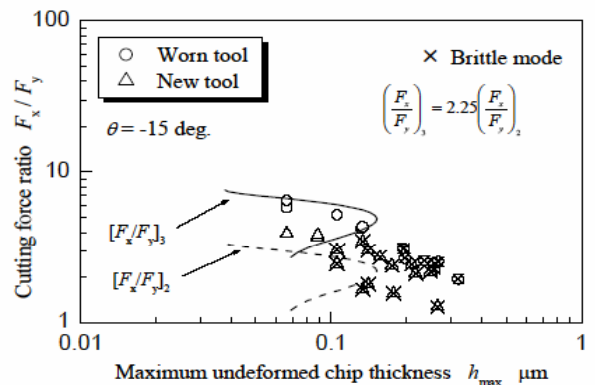 100
○ Worn tool
△ New tool
× Brittle mode
(Fx/Fy)3 = 2.25(Fx/Fy)2
θ = -15 deg.
Cutting force ratio Fx / Fy
10
[Fx/Fy]3
[Fx/Fy]2
1
0.01 0.1 1
Maximum undeformed chip thickness hmax μm